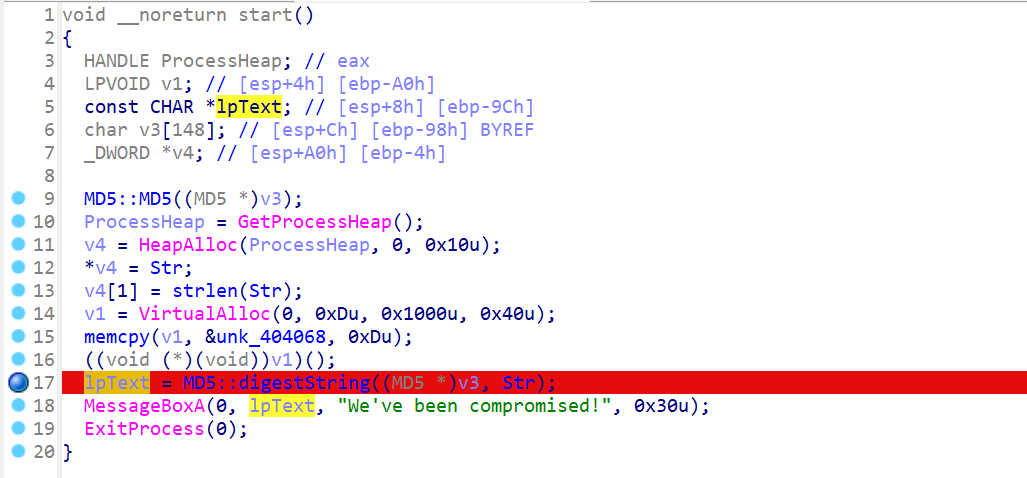 1 void __noreturn start()
2 {
3 HANDLE ProcessHeap; // eax
4 LPVOID v1; // [esp+4h] [ebp-A0h]
5 const CHAR *lpText; // [esp+8h] [ebp-9Ch]
6 char v3[148]; // [esp+Ch] [ebp-98h] BYREF
7 _DWORD *v4; // [esp+A0h] [ebp-4h]
8
9 MD5::MD5((MD5 *)v3);
10 ProcessHeap = GetProcessHeap();
11 v4 = HeapAlloc(ProcessHeap, 0, 0x10u);
12 *v4 = Str;
13 v4[1] = strlen(Str);
14 v1 = VirtualAlloc(0, 0xDu, 0x1000u, 0x40u);
15 memcpy(v1, &unk_404068, 0xDu);
16 ((void (*)(void))v1)();
17 lpText = MD5::digestString((MD5 *)v3, Str);
18 MessageBoxA(0, lpText, "We've been compromised!", 0x30u);
19 ExitProcess(0);
20 }